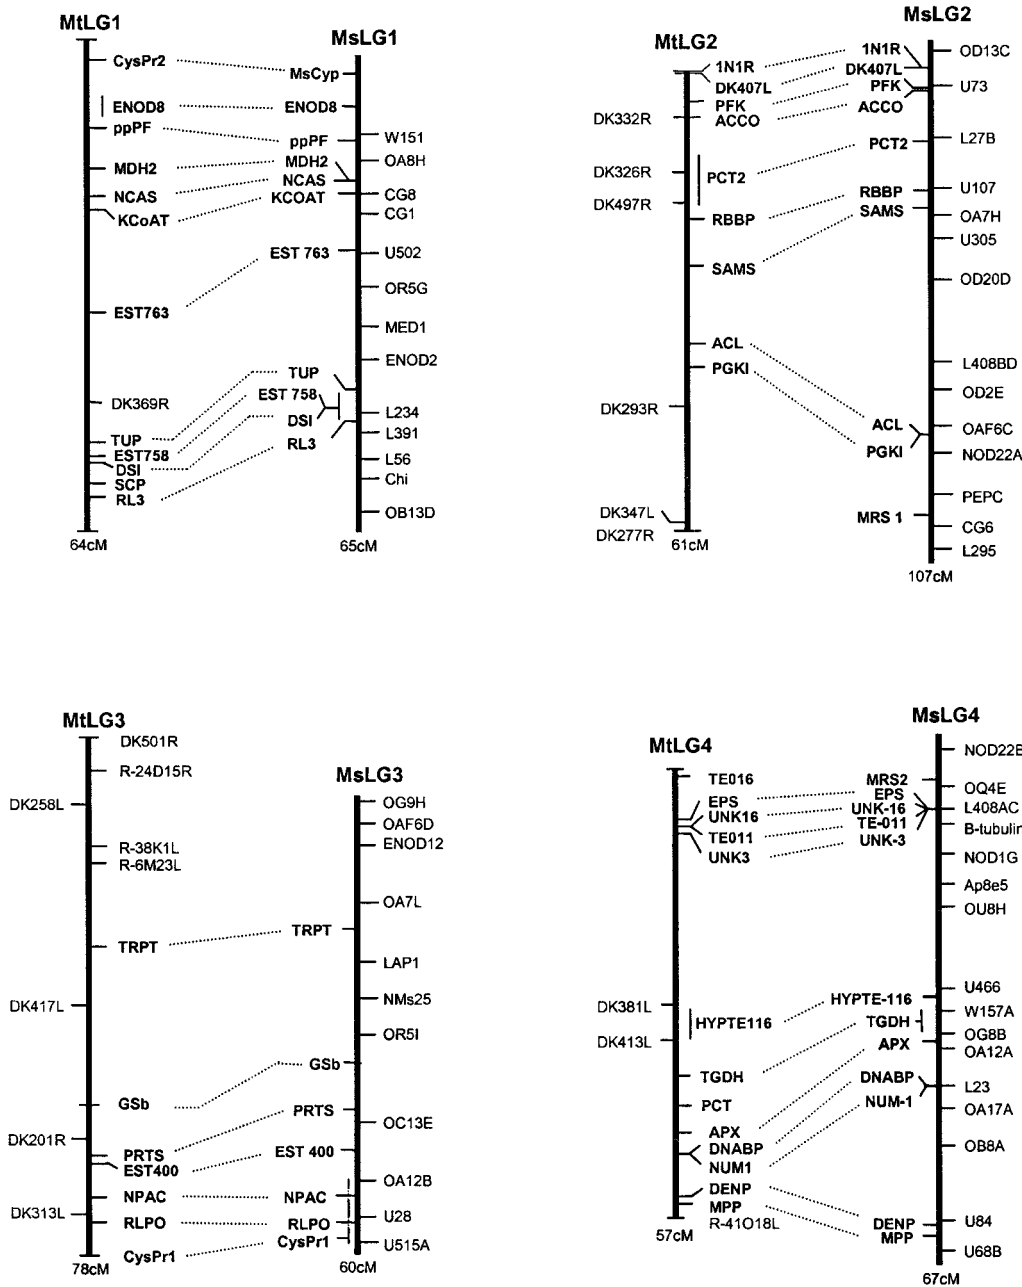 MtLG1
CysPr2
ENOD8
ppPF
MDH2
NCAS
KCoAT
EST763
DK369R
TUP
EST758
DSI
SCP
RL3
64cM
MsLG1
MsCyp
ENOD8
ppPF
MDH2
NCAS
KCOAT
EST 763
TUP
EST 758
DSI
RL3
W151
OA8H
CG8
CG1
U502
OR5G
MED1
ENOD2
L234
L391
L56
Chi
OB13D
65cM
MtLG2
DK332R
DK326R
DK497R
DK293R
DK347L
DK277R
1N1R
DK407L
PFK
ACCO
PCT2
RBBP
SAMS
ACL
PGKI
61cM
MsLG2
1N1R
DK407L
PFK
ACCO
PCT2
RBBP
SAMS
ACL
PGKI
MRS 1
OD13C
U73
L27B
U107
OA7H
U305
OD20D
L408BD
OD2E
OAF6C
NOD22A
PEPC
CG6
L295
107cM
MtLG3
DK258L
DK417L
DK201R
DK313L
DK501R
R-24D15R
R-38K1L
R-6M23L
TRPT
GSb
PRTS
EST400
NPAC
RLPO
CysPr1
78cM
MsLG3
TRPT
GSb
PRTS
EST 400
NPAC
RLPO
CysPr1
OG9H
OAF6D
ENOD12
OA7L
LAP1
NMs25
OR5I
OC13E
OA12B
U28
U515A
60cM
MtLG4
DK381L
DK413L
TE016
EPS
UNK16
TE011
UNK3
HYPTE116
TGDH
PCT
APX
DNABP
NUM1
DENP
MPP
R-41O18L
57cM
MsLG4
MRS2
EPS
UNK-16
TE-011
UNK-3
HYPTE-116
TGDH
APX
DNABP
NUM-1
DENP
MPP
NOD22B
OQ4E
L408AC
B-tubulin
NOD1G
Ap8e5
OU8H
U466
W157A
OG8B
OA12A
L23
OA17A
OB8A
U84
U68B
67cM